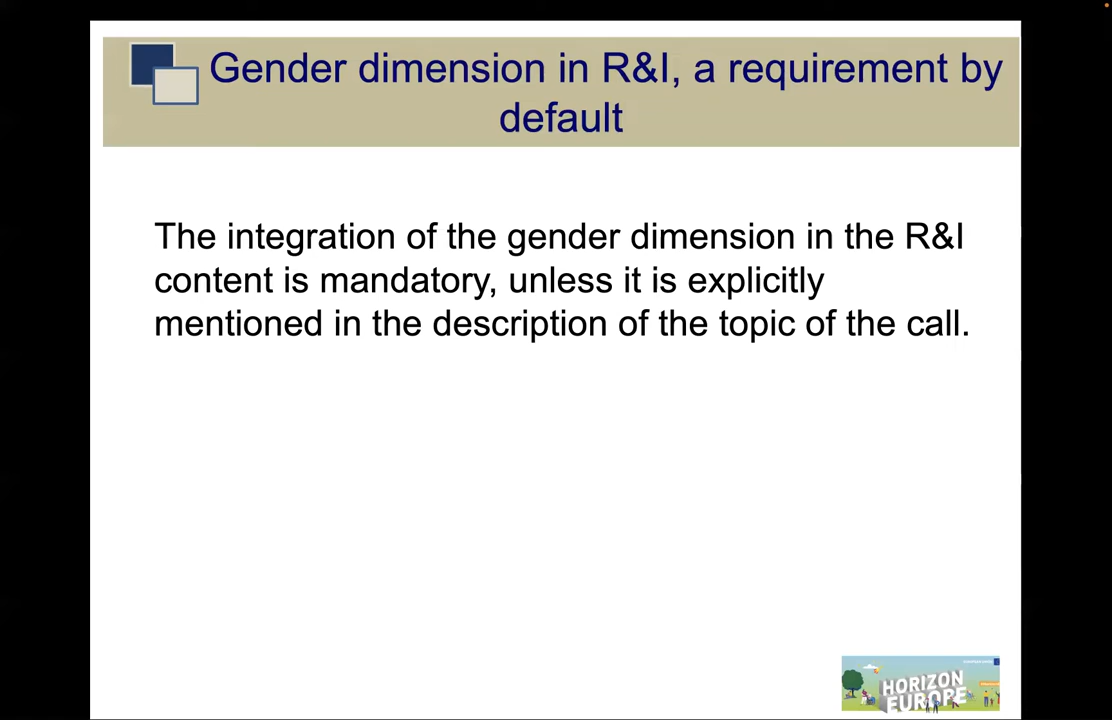 Gender dimension in R&I, a requirement by
default
The integration of the gender dimension in the R&I
content is mandatory, unless it is explicitly
mentioned in the description of the topic of the call.
HORIZON
EUROPE